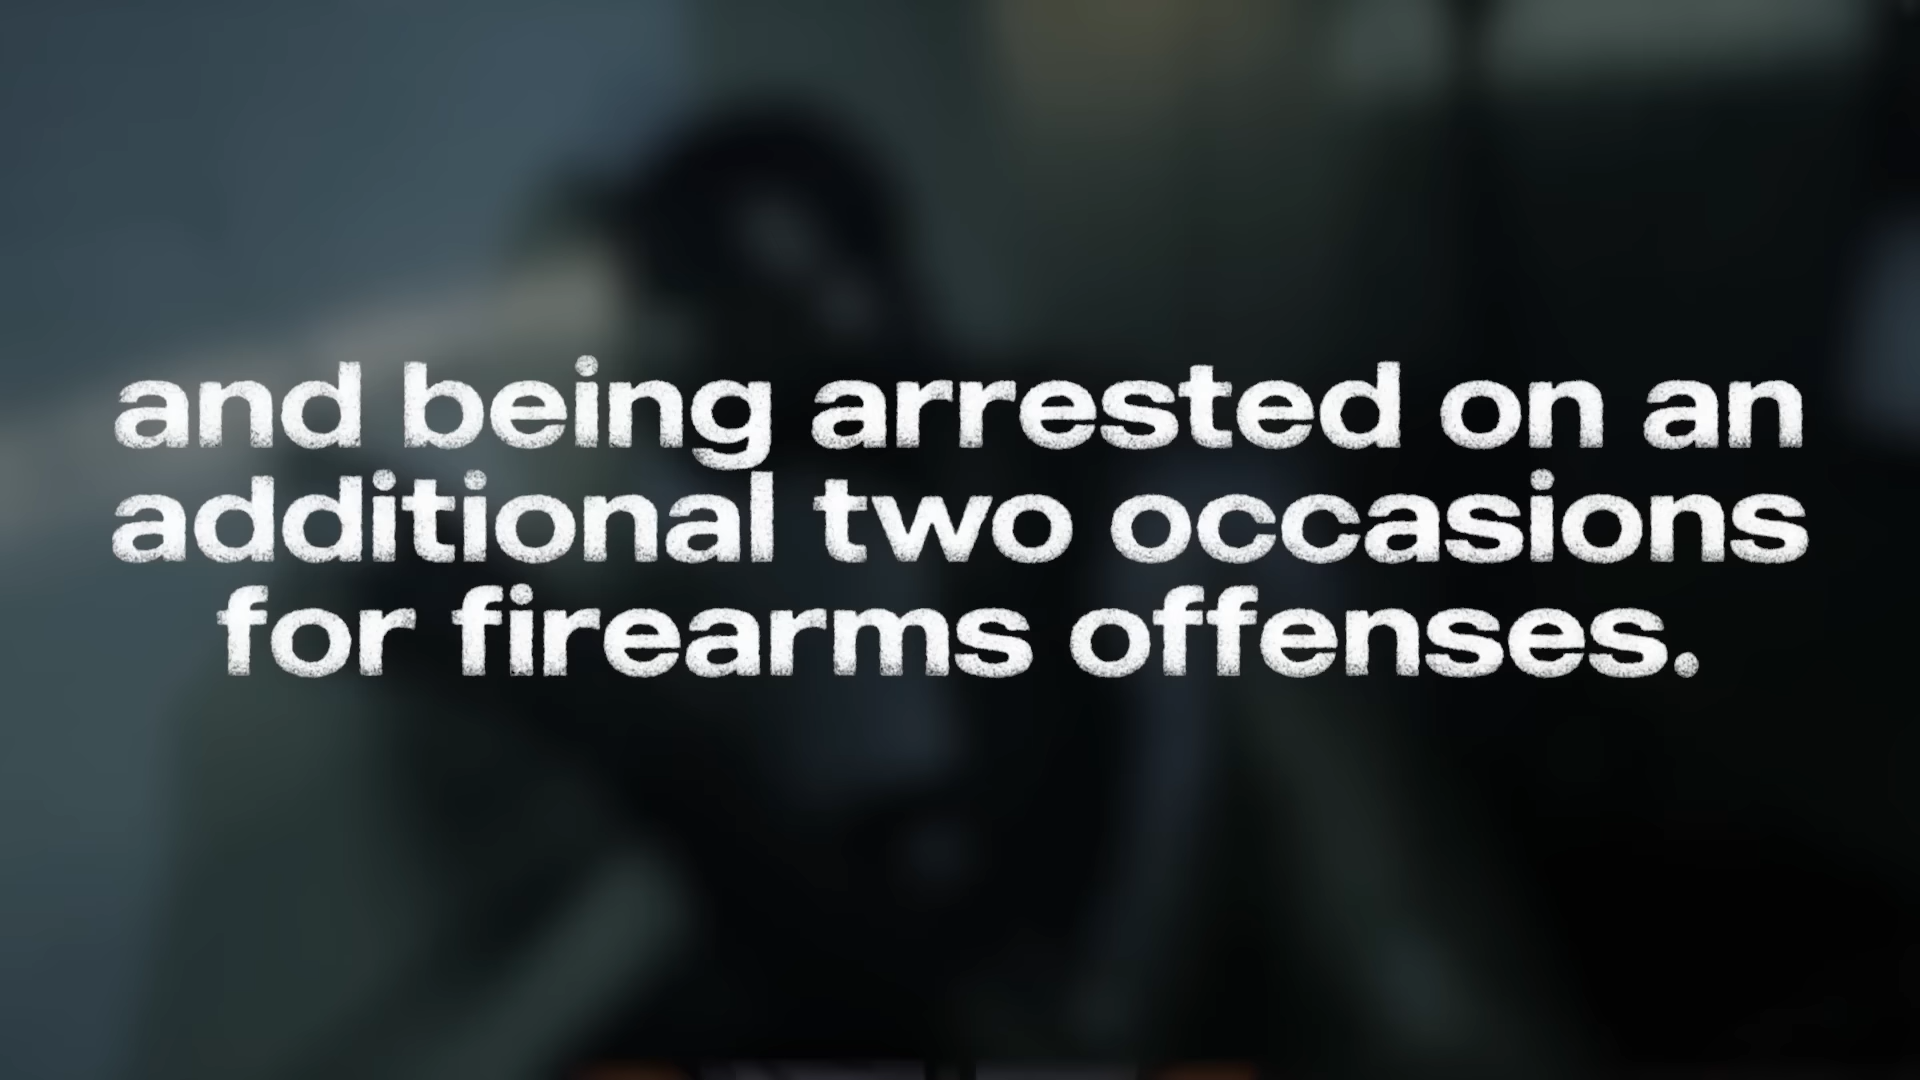 and being arrested on an
additional two occasions
for firearms offenses.